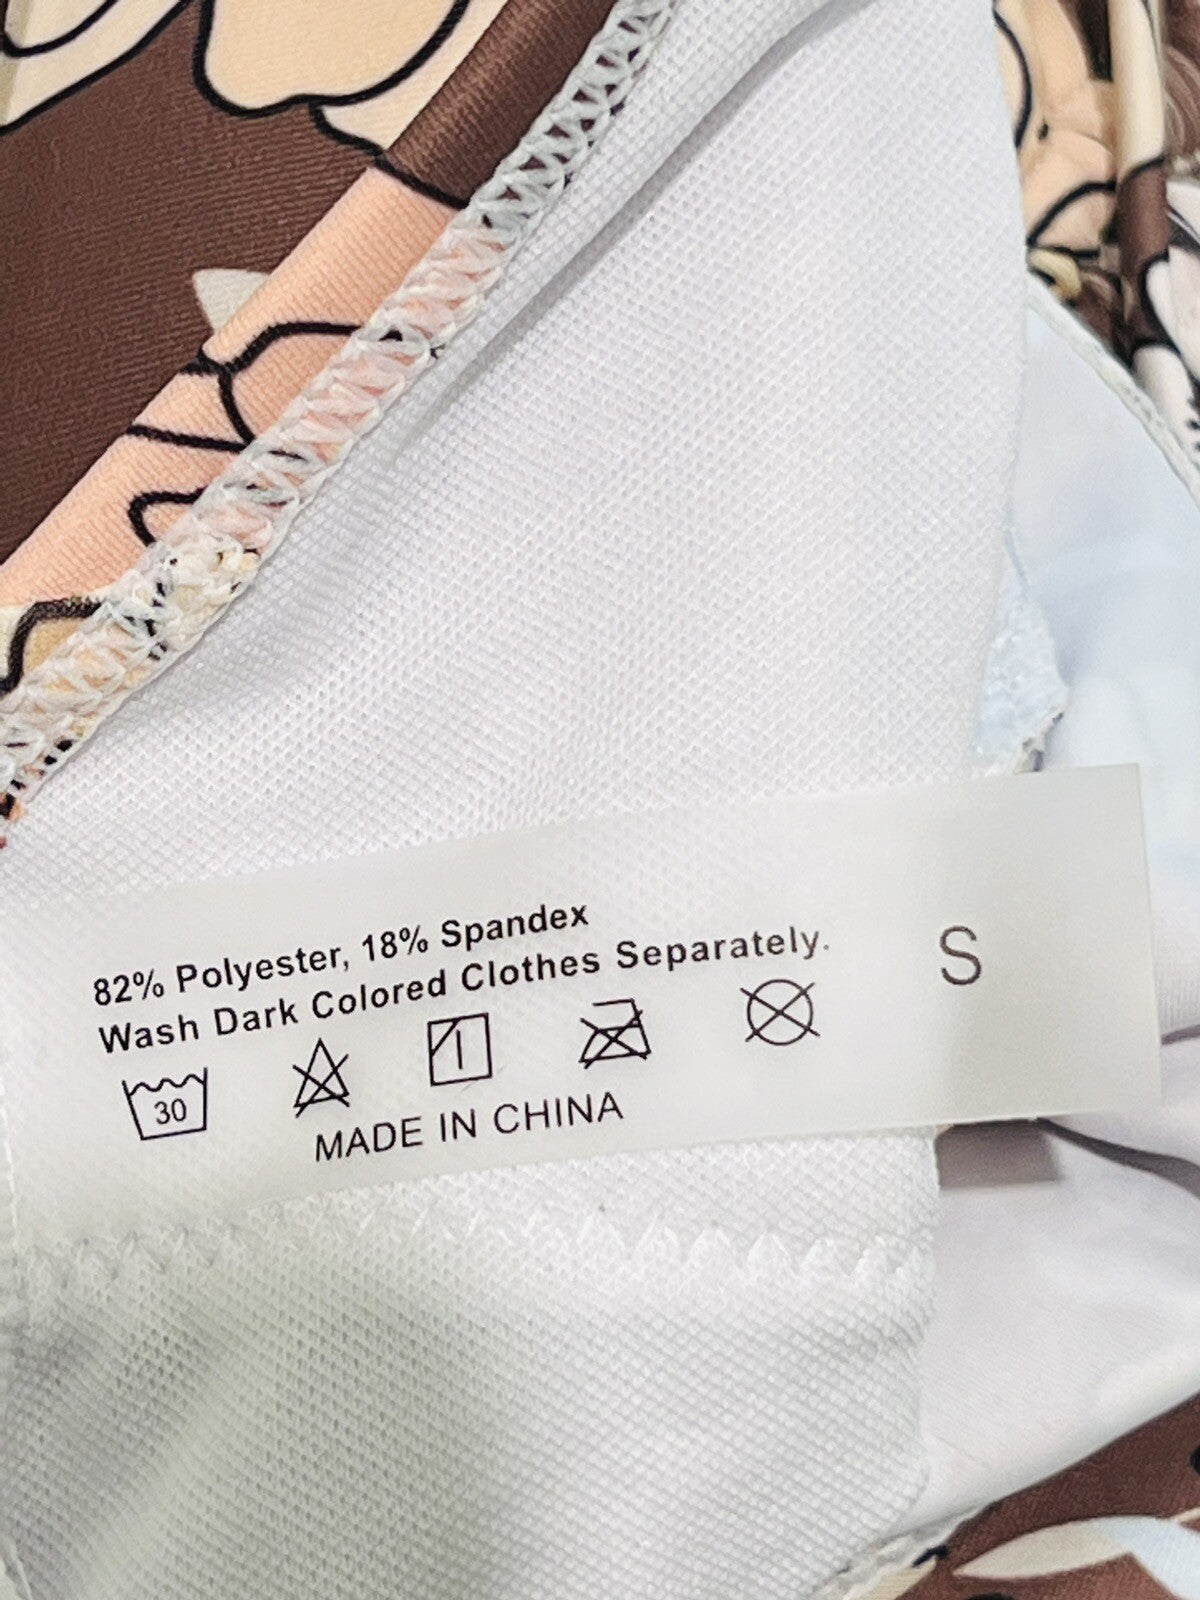 82% Polyester, 18% Spandex
Wash Dark Colored Clothes Separately.
S
30
MADE IN CHINA